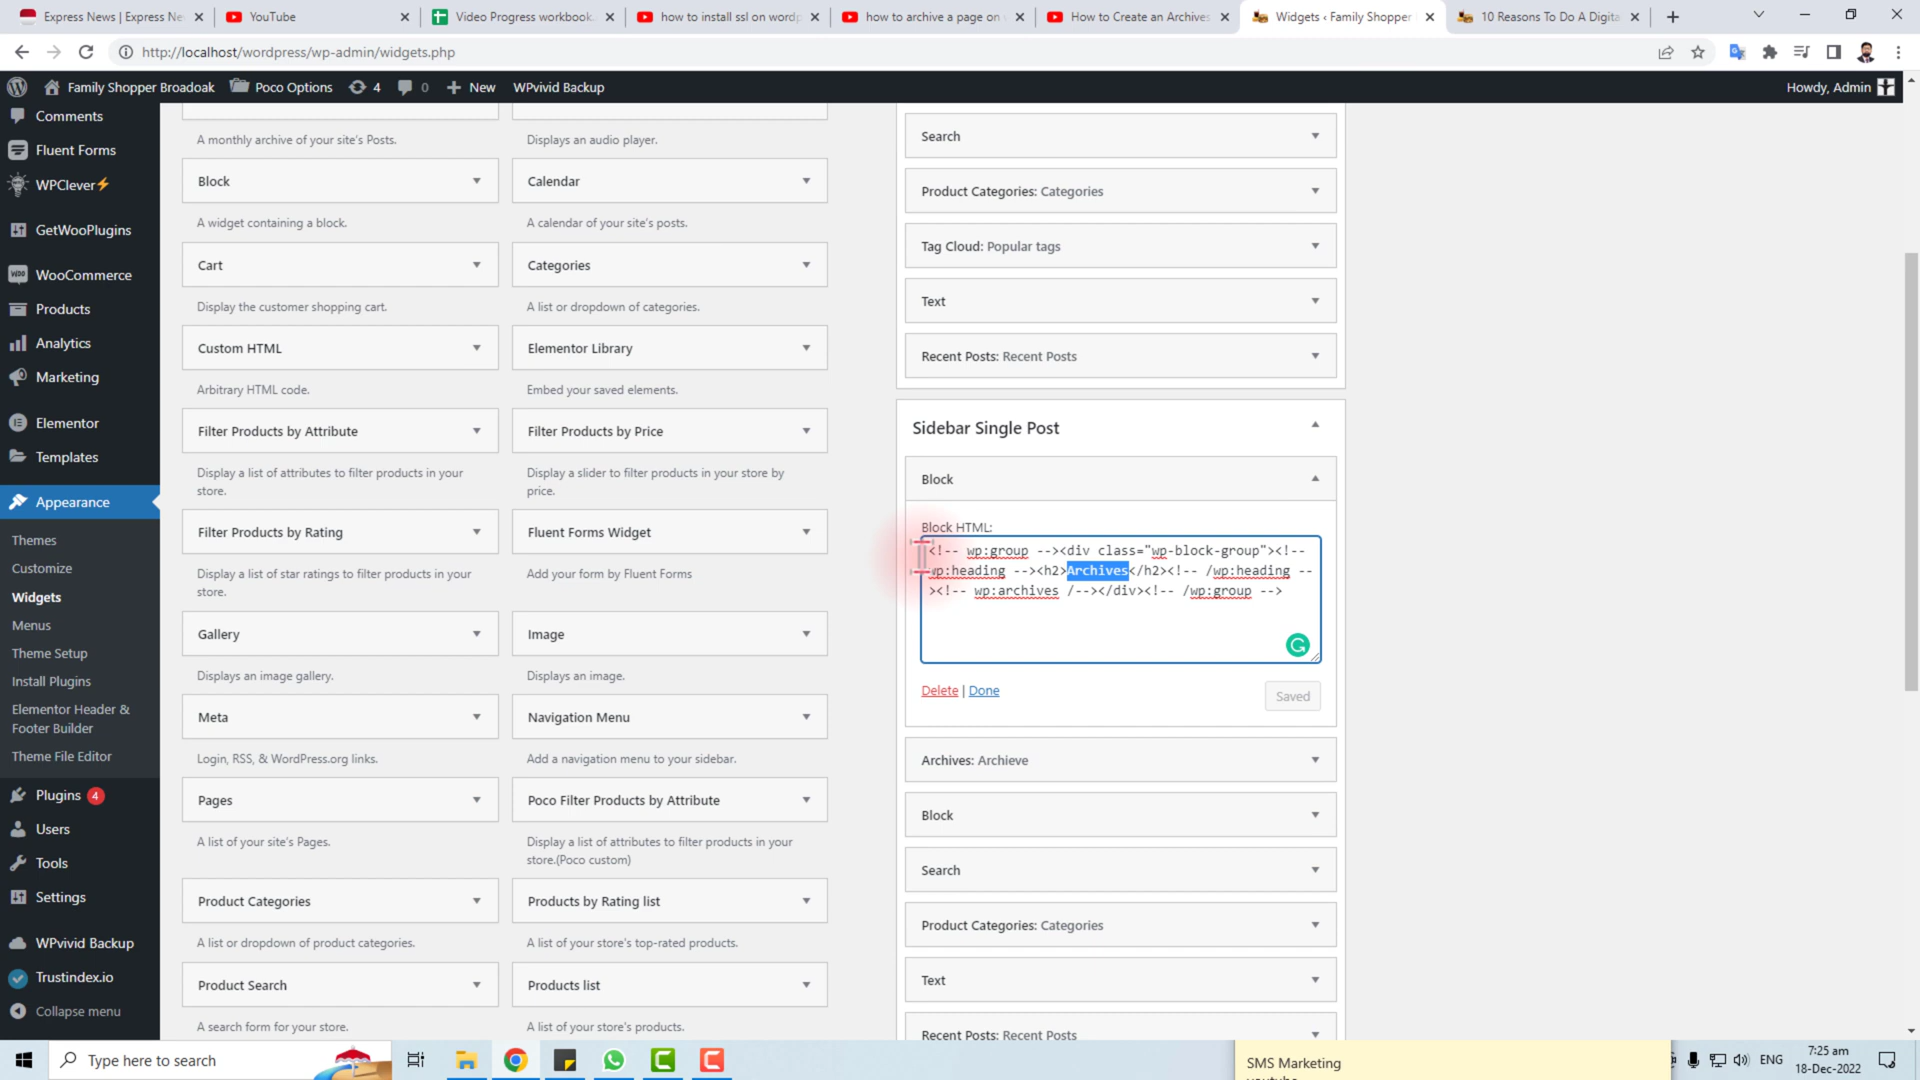 Express News | Express Ne
YouTube
Video Progress workbook
how to install ssl on wordp
how to archive a page on
How to Create an Archives
Widgets ‹ Family Shopper
10 Reasons To Do A Digita
http://localhost/wordpress/wp-admin/widgets.php
Family Shopper Broadoak
Poco Options
4
0
New
WPvivid Backup
Howdy, Admin
Comments
Fluent Forms
WPClever⚡
GetWooPlugins
WooCommerce
Products
Analytics
Marketing
Elementor
Templates
Appearance
Themes
Customize
Widgets
Menus
Theme Setup
Install Plugins
Elementor Header &
Footer Builder
Theme File Editor
Plugins 4
Users
Tools
Settings
WPvivid Backup
Trustindex.io
Collapse menu
A monthly archive of your site's Posts.
Displays an audio player.
Block
Calendar
A widget containing a block.
A calendar of your site's posts.
Cart
Categories
Display the customer shopping cart.
A list or dropdown of categories.
Custom HTML
Elementor Library
Arbitrary HTML code.
Embed your saved elements.
Filter Products by Attribute
Filter Products by Price
Display a list of attributes to filter products in your
store.
Display a slider to filter products in your store by
price.
Filter Products by Rating
Fluent Forms Widget
Display a list of star ratings to filter products in your
store.
Add your form by Fluent Forms
Gallery
Image
Displays an image gallery.
Displays an image.
Meta
Navigation Menu
Login, RSS, & WordPress.org links.
Add a navigation menu to your sidebar.
Pages
Poco Filter Products by Attribute
A list of your site's Pages.
Display a list of attributes to filter products in your
store.(Poco custom)
Product Categories
Products by Rating list
A list or dropdown of product categories.
A list of your store's top-rated products.
Product Search
Products list
A search form for your store.
A list of your store's products.
Search
Product Categories: Categories
Tag Cloud: Popular tags
Text
Recent Posts: Recent Posts
Sidebar Single Post
Block
Block HTML:
<!-- wp:group --><div class="wp-block-group"><!--
wp:heading --><h2>Archives</h2><!-- /wp:heading --
><!-- wp:archives /--></div><!-- /wp:group -->
Delete | Done
Saved
Archives: Archieve
Block
Search
Product Categories: Categories
Text
Recent Posts: Recent Posts
Type here to search
SMS Marketing
ENG
7:25 am
18-Dec-2022